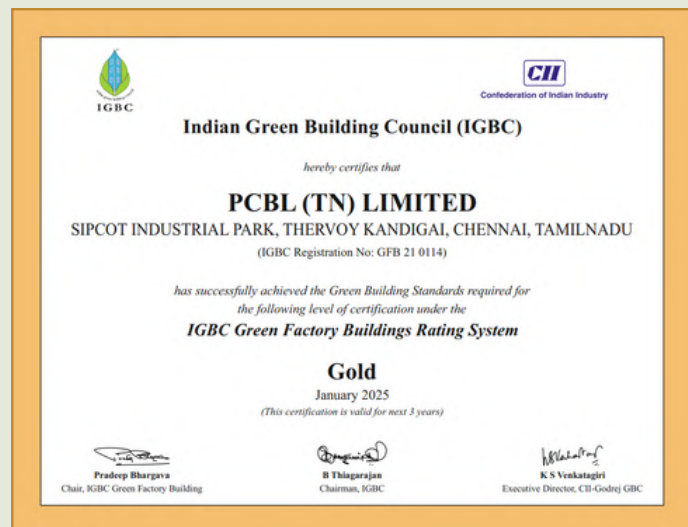 IGBC
CII
Confederation of Indian Industry
Indian Green Building Council (IGBC)
hereby certifies that
PCBL (TN) LIMITED
SIPCOT INDUSTRIAL PARK, THERVOY KANDIGAI, CHENNAI, TAMILNADU
(IGBC Registration No: GFB 21 0114)
has successfully achieved the Green Building Standards required for
the following level of certification under the
IGBC Green Factory Buildings Rating System
Gold
January 2025
(This certification is valid for next 3 years)
Pradeep Bhargava
Chair, IGBC Green Factory Building
B Thiagarajan
Chairman, IGBC
K S Venkatagiri
Executive Director, CII-Godrej GBC